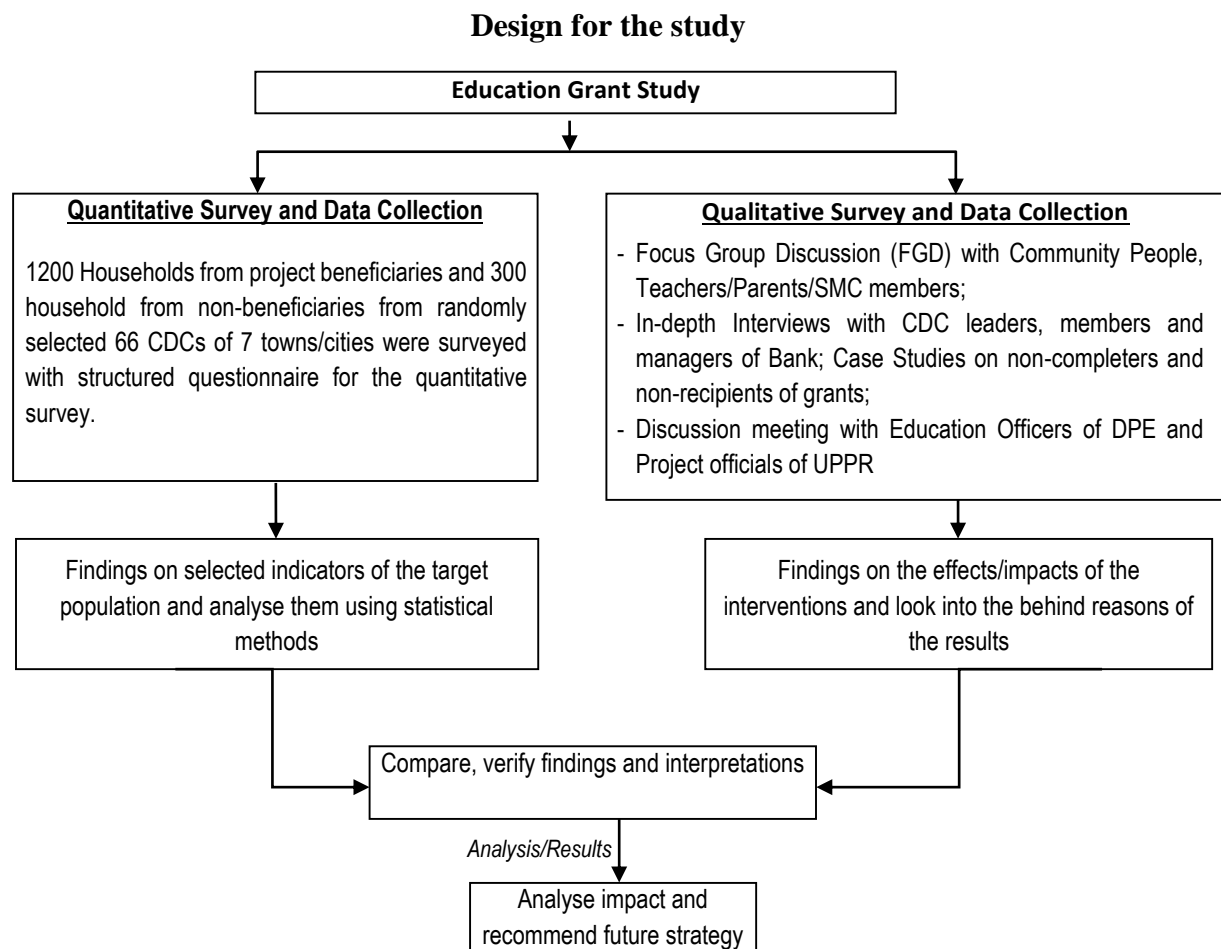 Design for the study
Education Grant Study
Quantitative Survey and Data Collection
1200 Households from project beneficiaries and 300
household from non-beneficiaries from randomly
selected 66 CDCs of 7 towns/cities were surveyed
with structured questionnaire for the quantitative
survey.
Qualitative Survey and Data Collection
- Focus Group Discussion (FGD) with Community People,
Teachers/Parents/SMC members;
- In-depth Interviews with CDC leaders, members and
managers of Bank; Case Studies on non-completers and
non-recipients of grants;
- Discussion meeting with Education Officers of DPE and
Project officials of UPPR
Findings on selected indicators of the target
population and analyse them using statistical
methods
Findings on the effects/impacts of the
interventions and look into the behind reasons of
the results
Compare, verify findings and interpretations
Analysis/Results
Analyse impact and
recommend future strategy